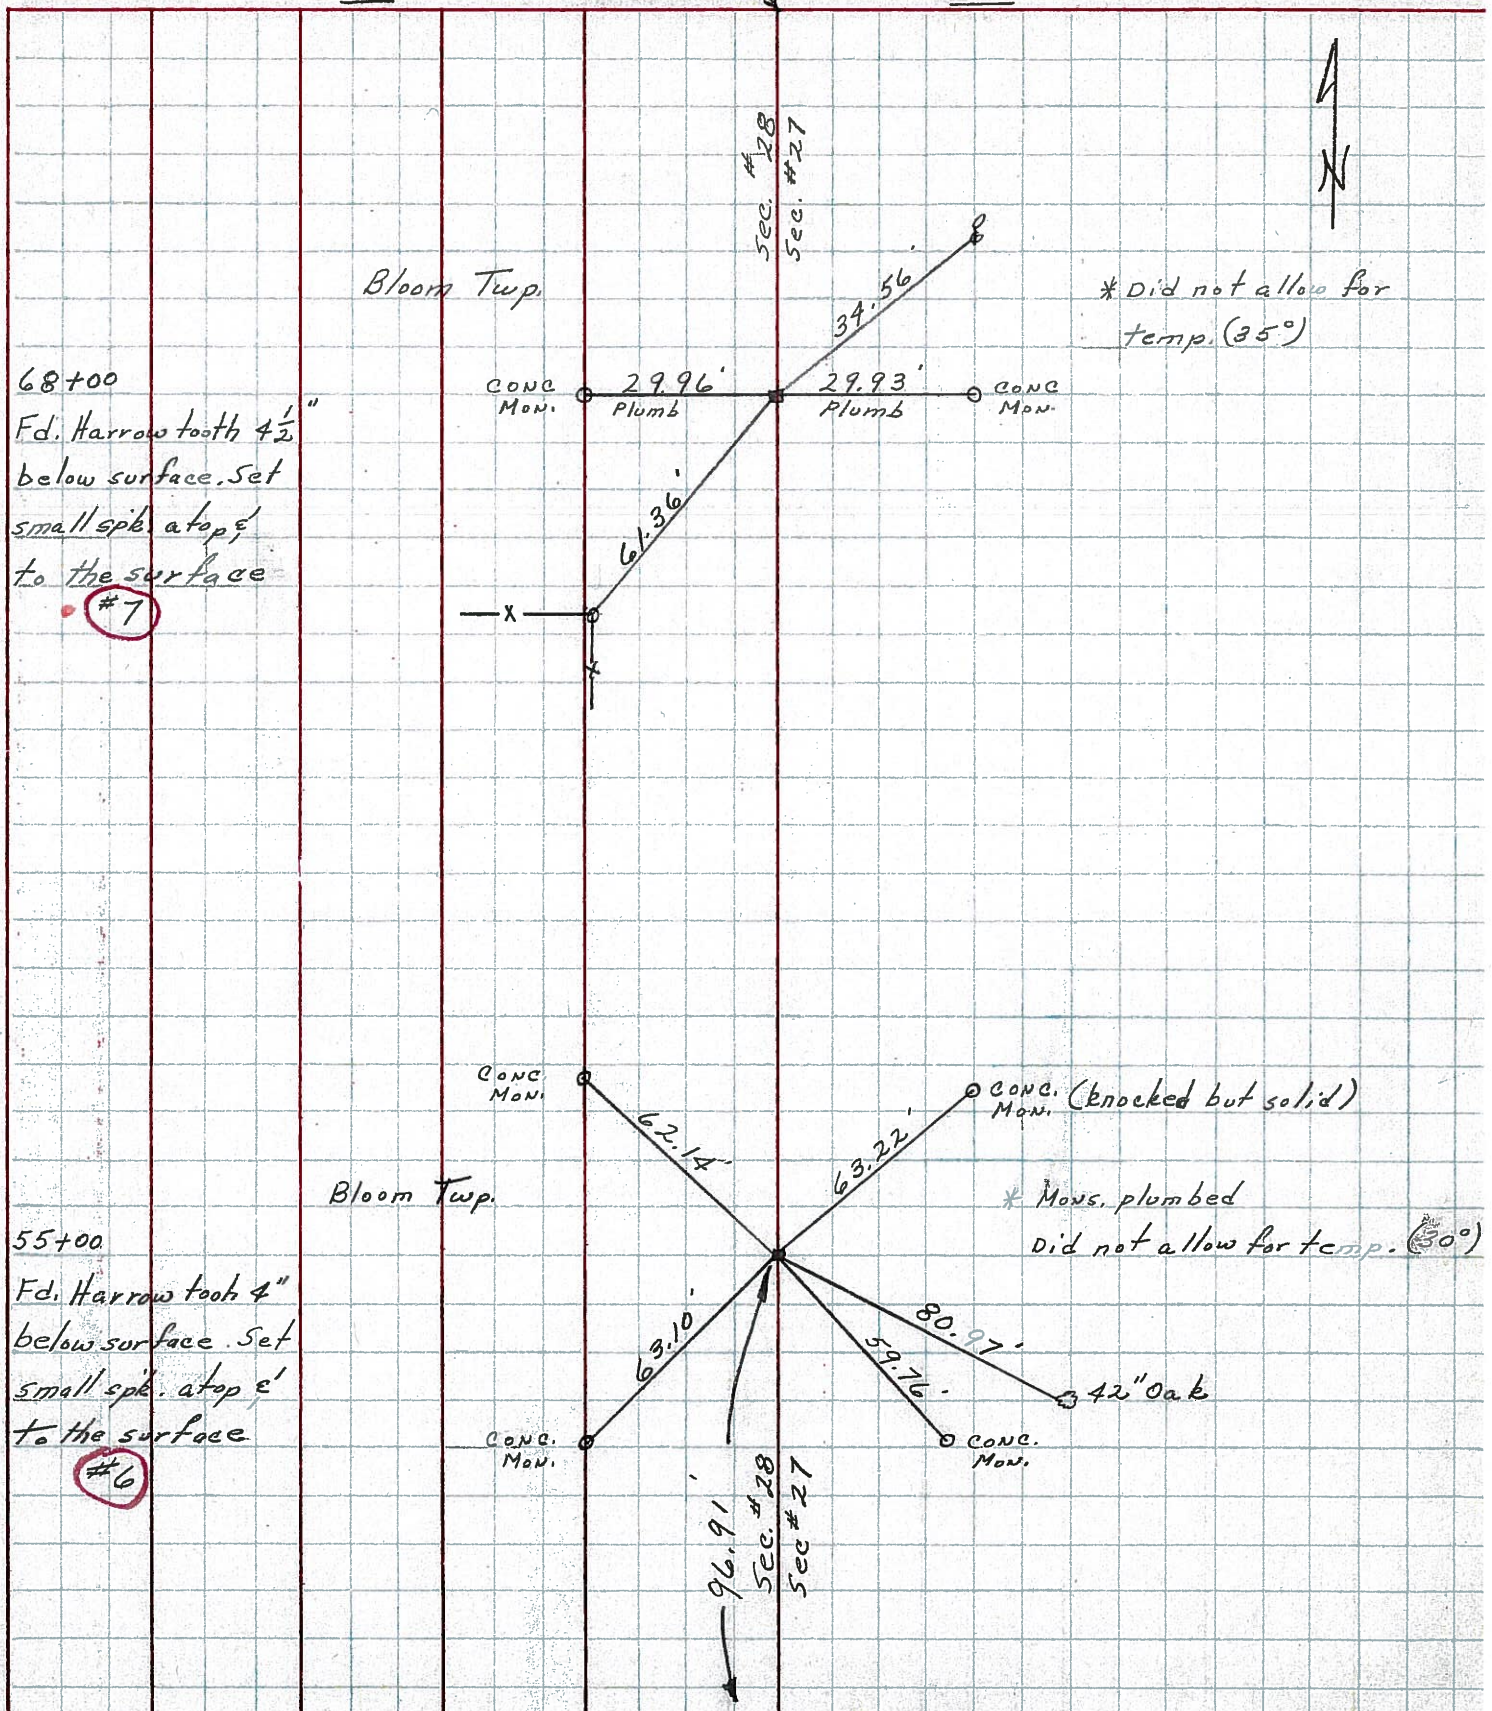 Sec. #28
Sec. #27
N
Bloom Twp.
34.56'
* Did not allow for
temp. (35°)
68+00
Fd. Harrow tooth 4 1/2"
below surface. Set
small spk. atop &
to the surface
#7
CONC
MON.
29.96'
Plumb
29.93'
Plumb
CONC
MON.
61.36'
X
X
CONC
MON.
62.14'
63.22'
CONC. (knocked but solid)
MON.
Bloom Twp.
* Mons. plumbed
Did not allow for temp. (30°)
55+00
Fd. Harrow tooh 4"
below surface. Set
small spk. atop &
to the surface
#6
63.10'
80.97'
59.76'
42" Oak
CONC.
MON.
CONC.
MON.
96.91'
Sec. #28
Sec #27